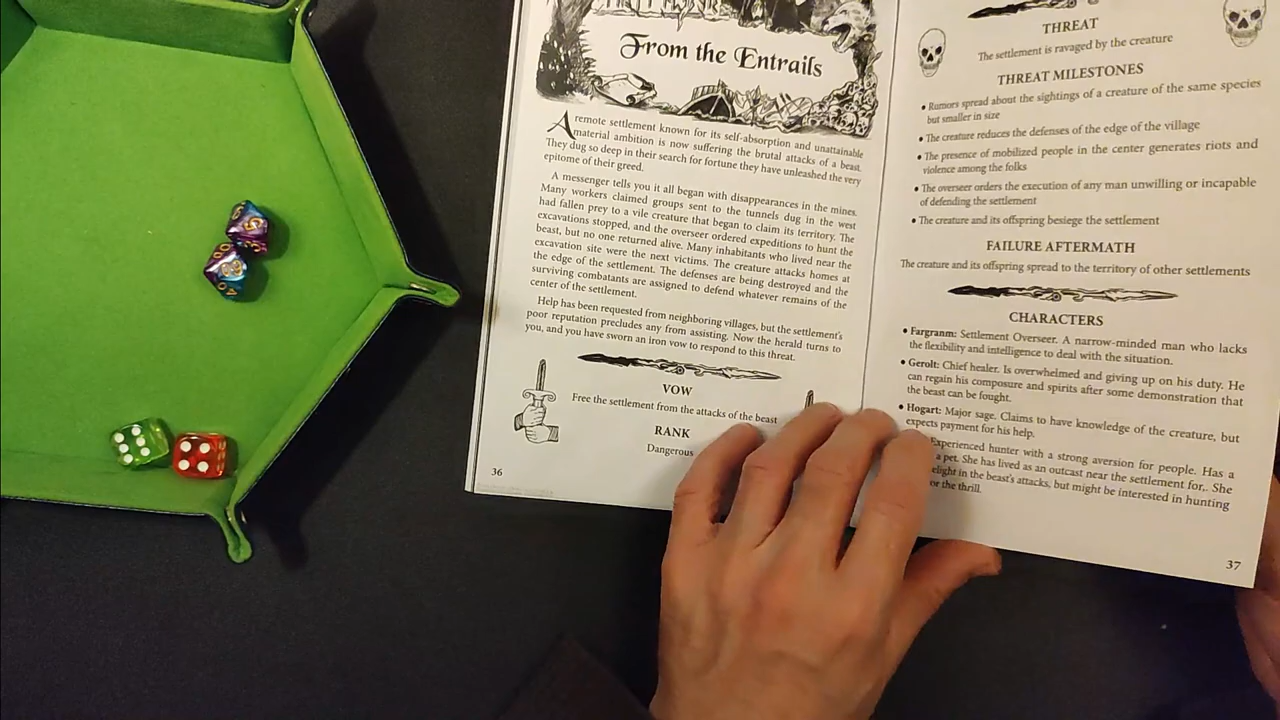 From the Entrails
A remote settlement known for its self-absorption and unattainable
material ambition is now suffering the brutal attacks of a beast.
They dug so deep in their search for fortune they have unleashed the very
epitome of their greed.
A messenger tells you it all began with disappearances in the mines.
Many workers claimed groups sent to the tunnels dug in the west
had fallen prey to a vile creature that began to claim its territory. The
excavations stopped, and the overseer ordered expeditions to hunt the
beast, but no one returned alive. Many inhabitants who lived near the
excavation site were the next victims. The creature attacks homes at
the edge of the settlement. The defenses are being destroyed and the
surviving combatants are assigned to defend whatever remains of the
center of the settlement.
Help has been requested from neighboring villages, but the settlement's
poor reputation precludes any from assisting. Now the herald turns to
you, and you have sworn an iron vow to respond to this threat.
VOW
Free the settlement from the attacks of the beast
RANK
Dangerous
36
THREAT
The settlement is ravaged by the creature
THREAT MILESTONES
• Rumors spread about the sightings of a creature of the same species
but smaller in size
• The creature reduces the defenses of the edge of the village
• The presence of mobilized people in the center generates riots and
violence among the folks
• The overseer orders the execution of any man unwilling or incapable
of defending the settlement
• The creature and its offspring besiege the settlement
FAILURE AFTERMATH
The creature and its offspring spread to the territory of other settlements
CHARACTERS
• Fargranm: Settlement Overseer. A narrow-minded man who lacks
the flexibility and intelligence to deal with the situation.
• Gerolt: Chief healer. Is overwhelmed and giving up on his duty. He
can regain his composure and spirits after some demonstration that
the beast can be fought.
• Hogart: Major sage. Claims to have knowledge of the creature, but
expects payment for his help.
Experienced hunter with a strong aversion for people. Has a
a pet. She has lived as an outcast near the settlement for,. She
elight in the beast's attacks, but might be interested in hunting
or the thrill.
37